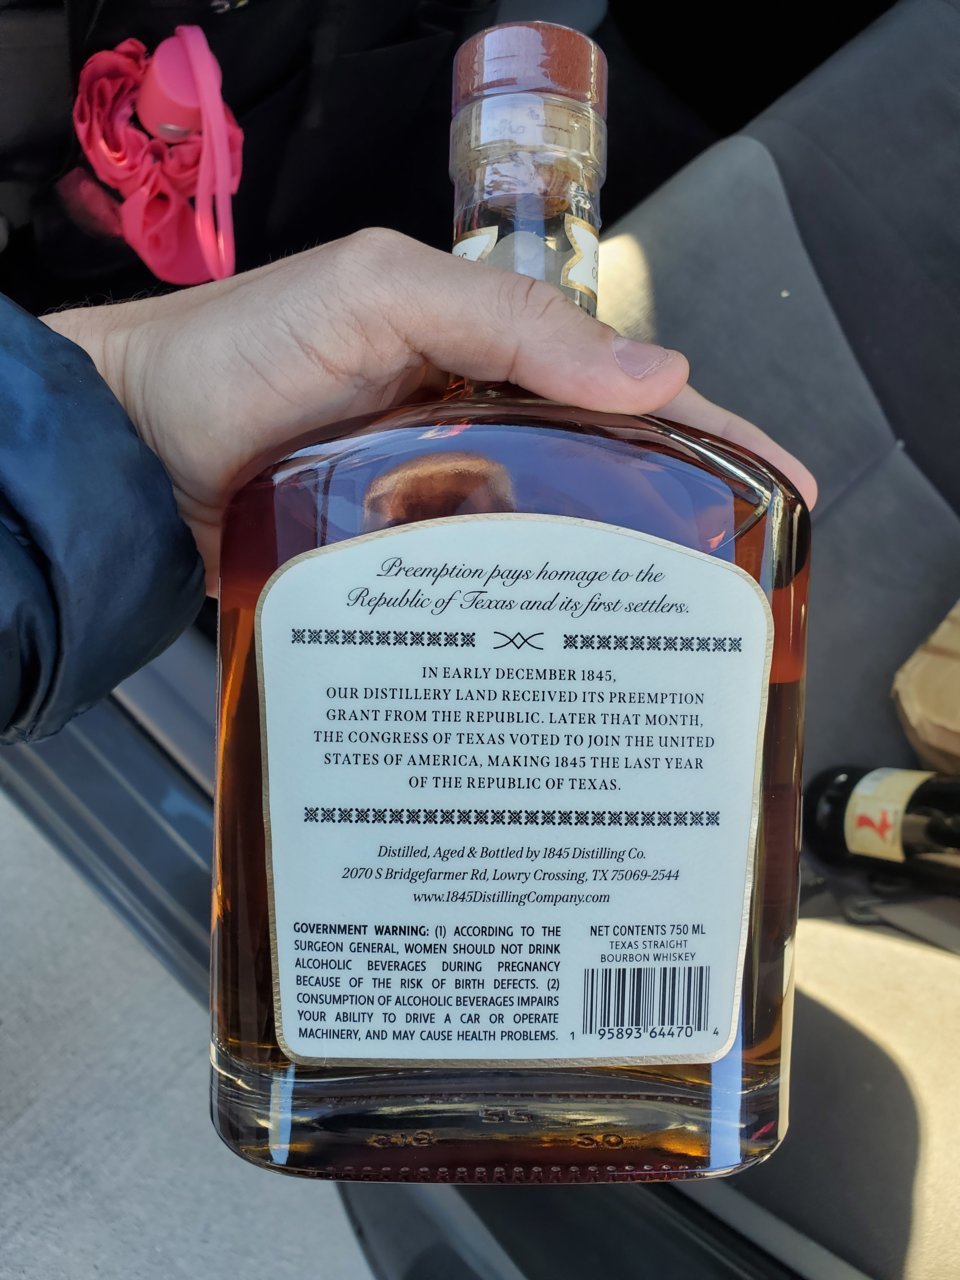 Preemption pays homage to the
Republic of Texas and its first settlers.
IN EARLY DECEMBER 1845,
OUR DISTILLERY LAND RECEIVED ITS PREEMPTION
GRANT FROM THE REPUBLIC. LATER THAT MONTH,
THE CONGRESS OF TEXAS VOTED TO JOIN THE UNITED
STATES OF AMERICA, MAKING 1845 THE LAST YEAR
OF THE REPUBLIC OF TEXAS.
Distilled, Aged & Bottled by 1845 Distilling Co.
2070 S Bridgefarmer Rd, Lowry Crossing, TX 75069-2544
www.1845DistillingCompany.com
GOVERNMENT WARNING: (1) ACCORDING TO THE
SURGEON GENERAL, WOMEN SHOULD NOT DRINK
ALCOHOLIC BEVERAGES DURING PREGNANCY
BECAUSE OF THE RISK OF BIRTH DEFECTS. (2)
CONSUMPTION OF ALCOHOLIC BEVERAGES IMPAIRS
YOUR ABILITY TO DRIVE A CAR OR OPERATE
MACHINERY, AND MAY CAUSE HEALTH PROBLEMS.
NET CONTENTS 750 ML
TEXAS STRAIGHT
BOURBON WHISKEY
1 95893 64470 4